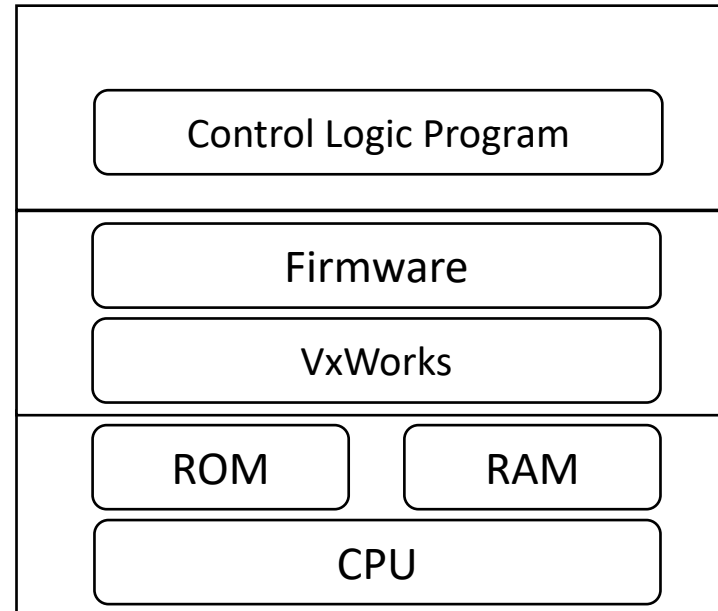 Control Logic Program
Firmware
VxWorks
ROM
RAM
CPU